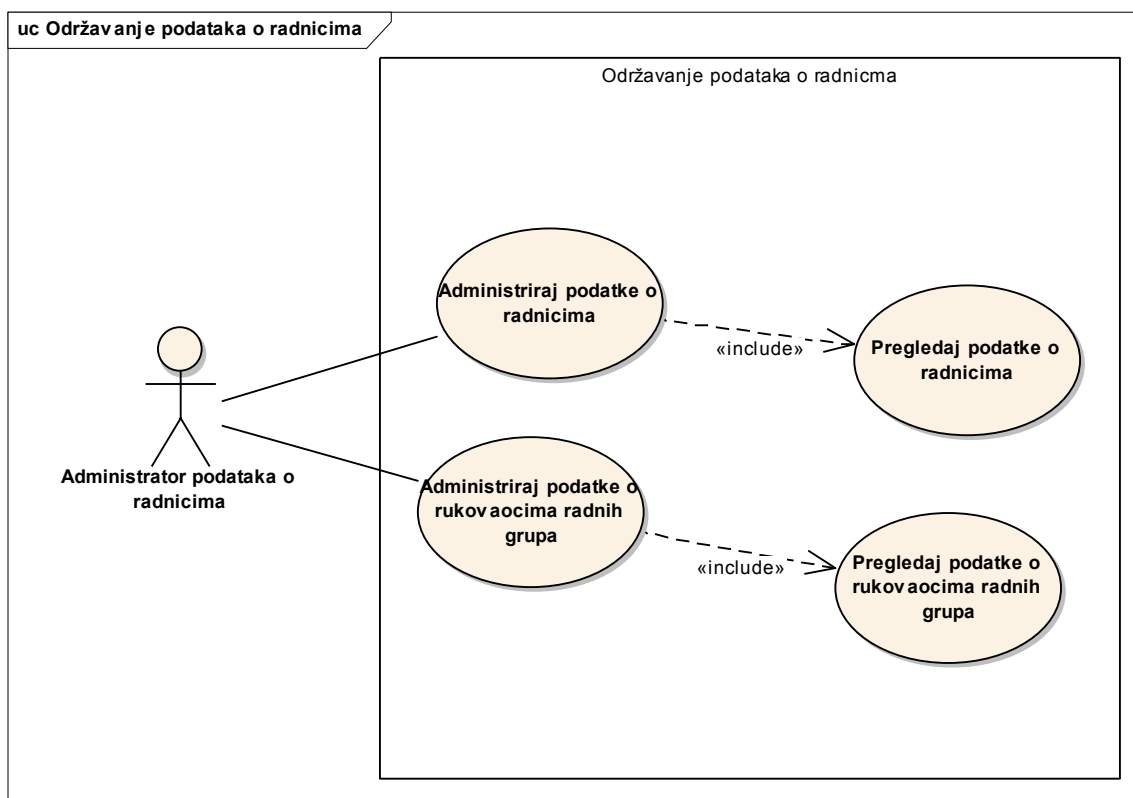 uc Održavanje podataka o radnicima
Održavanje podataka o radnicma
Administriraj podatke o
radnicima
«include»
Pregledaj podatke o
radnicima
Administrator podataka o
radnicima
Administriraj podatke o
rukovaocima radnih
grupa
«include»
Pregledaj podatke o
rukovaocima radnih
grupa